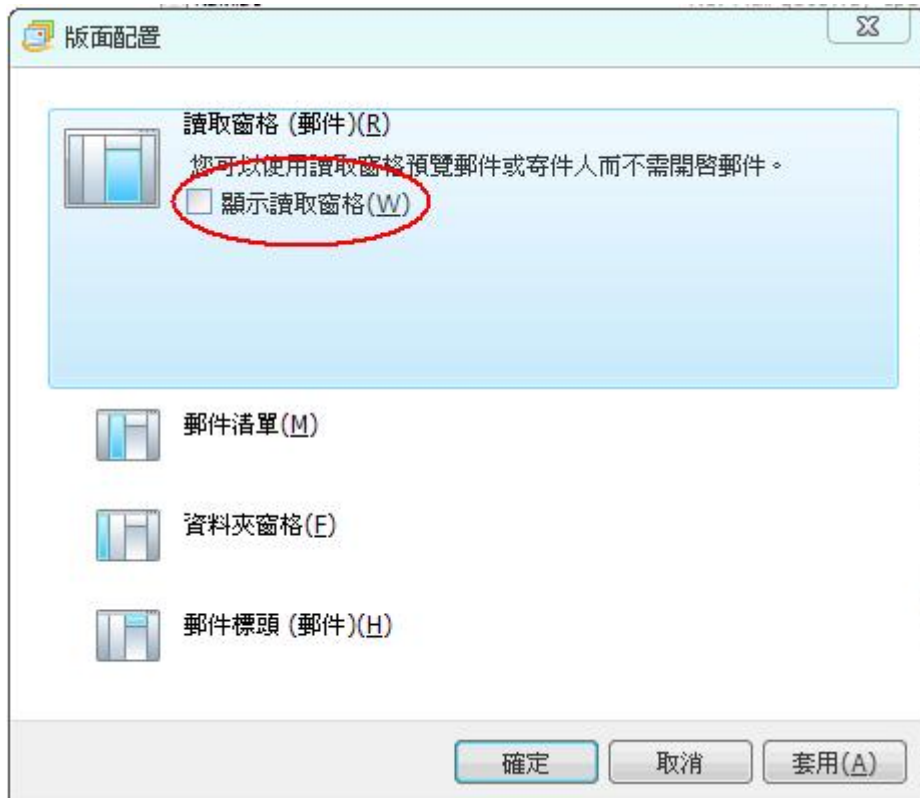 版面配置
讀取窗格 (郵件)(R)
您可以使用讀取窗格預覽郵件或寄件人而不需開啓郵件。
顯示讀取窗格(W)
郵件清單(M)
資料夾窗格(F)
郵件標頭 (郵件)(H)
確定 取消 套用(A)